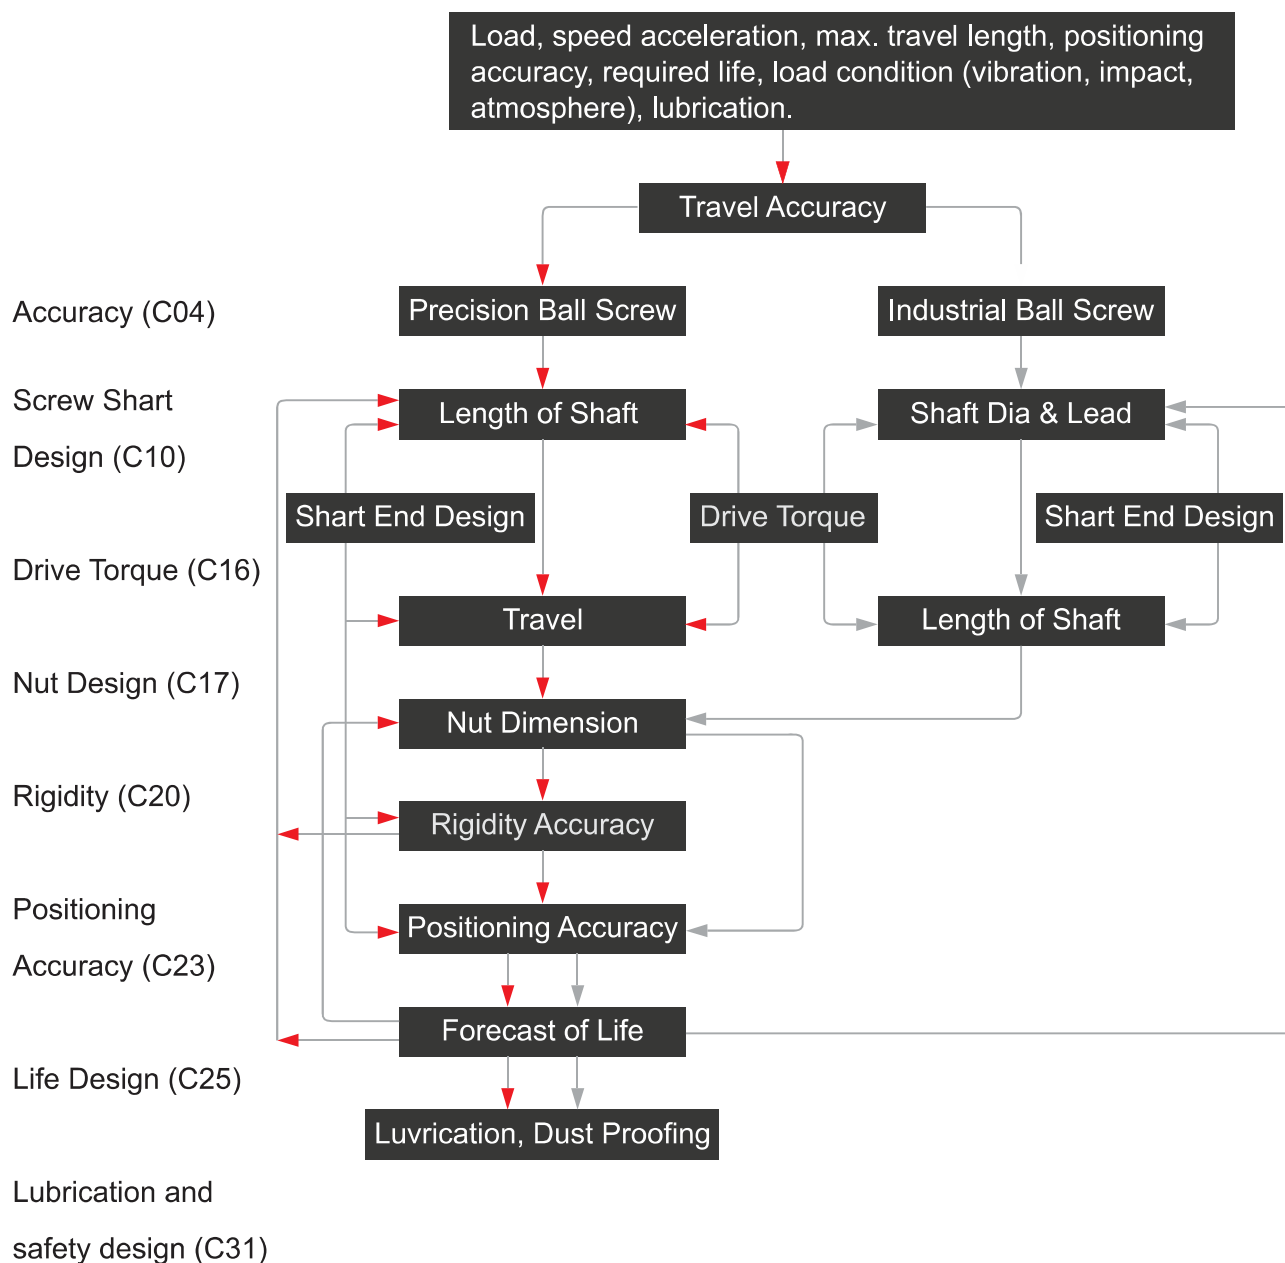 Load, speed acceleration, max. travel length, positioning
accuracy, required life, load condition (vibration, impact,
atmosphere), lubrication.
Travel Accuracy
Accuracy (C04)
Precision Ball Screw
Industrial Ball Screw
Screw Shart
Design (C10)
Length of Shaft
Shaft Dia & Lead
Shart End Design
Drive Torque
Shart End Design
Drive Torque (C16)
Travel
Length of Shaft
Nut Design (C17)
Nut Dimension
Rigidity (C20)
Rigidity Accuracy
Positioning
Accuracy (C23)
Positioning Accuracy
Forecast of Life
Life Design (C25)
Luvrication, Dust Proofing
Lubrication and
safety design (C31)